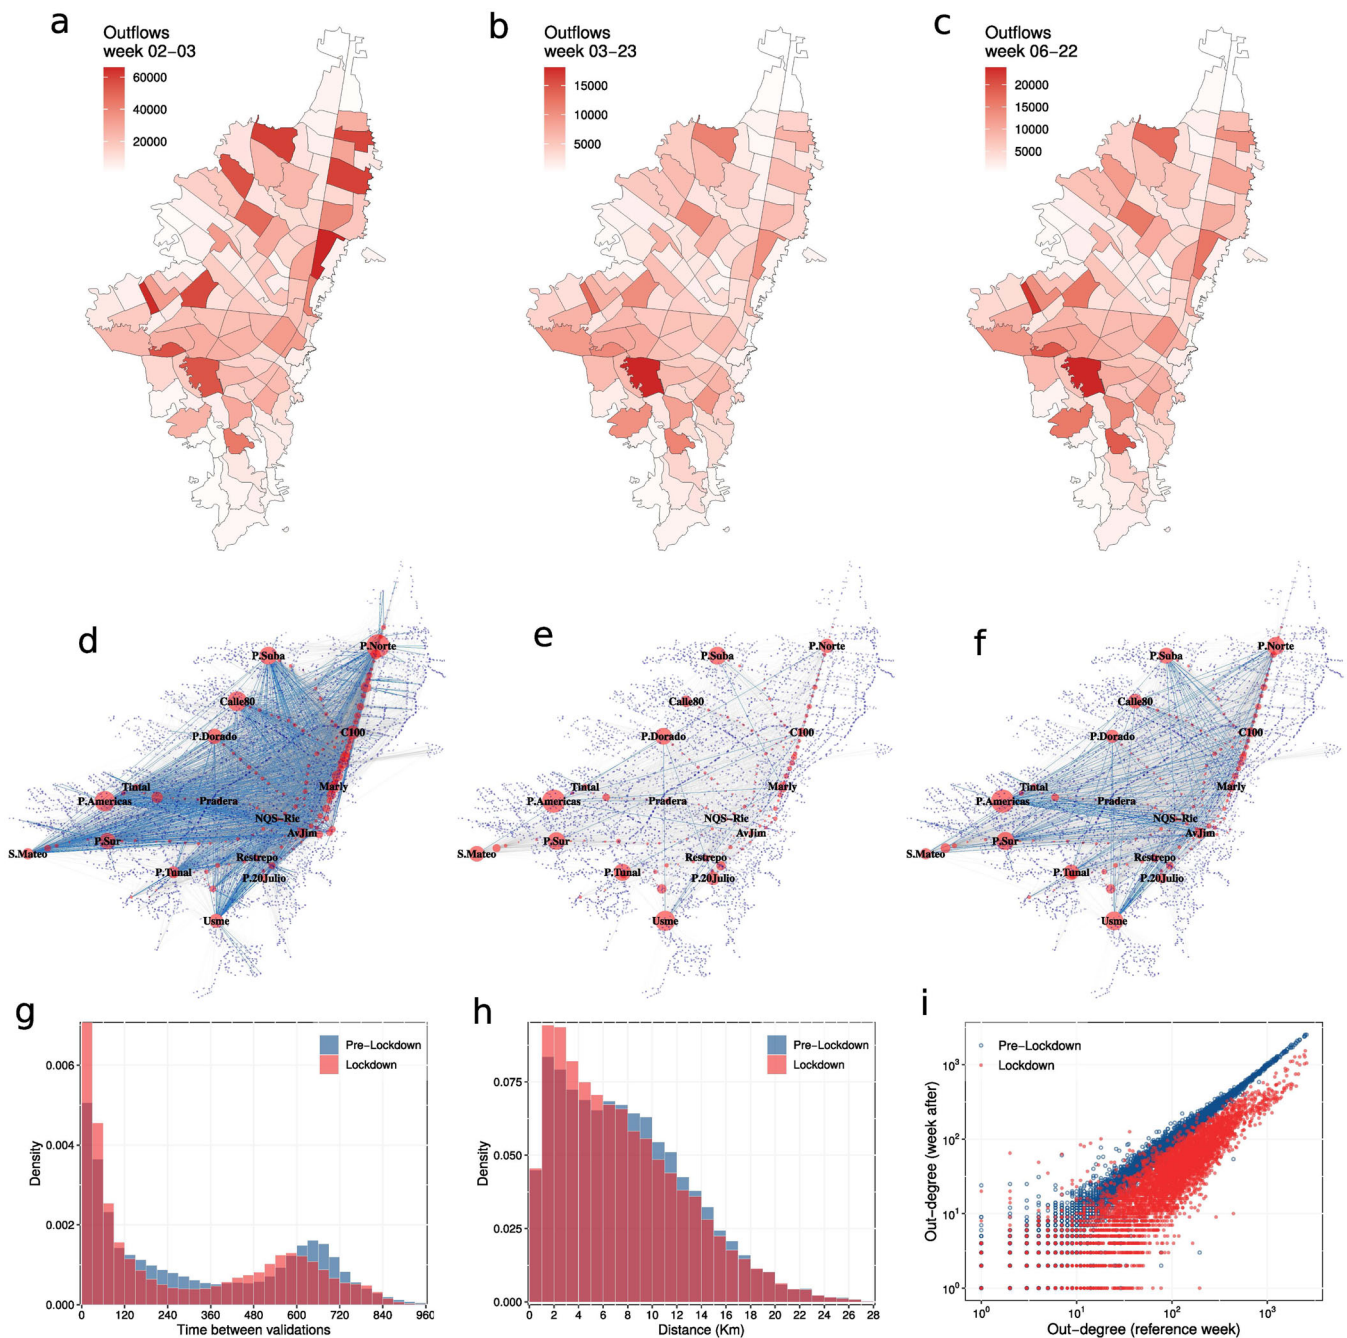 a
Outflows
week 02−03
60000
40000
20000
b
Outflows
week 03−23
15000
10000
5000
c
Outflows
week 06−22
20000
15000
10000
5000
d
P.Norte
P.Suba
Calle80
P.Dorado
C100
Tintal
P.Americas
Pradera
Marly
NQS−Ric
AvJim
P.Sur
S.Mateo
Restrepo
P.Tunal
P.20Julio
Usme
e
P.Norte
P.Suba
Calle80
P.Dorado
C100
Tintal
P.Americas
Pradera
Marly
NQS−Ric
AvJim
P.Sur
S.Mateo
Restrepo
P.Tunal
P.20Julio
Usme
f
P.Norte
P.Suba
Calle80
P.Dorado
C100
Tintal
P.Americas
Pradera
Marly
NQS−Ric
AvJim
P.Sur
S.Mateo
Restrepo
P.Tunal
P.20Julio
Usme
g
Pre−Lockdown
Lockdown
0.006
0.004
0.002
0.000
Density
0 120 240 360 480 600 720 840 960
Time between validations
h
Pre−Lockdown
Lockdown
0.075
0.050
0.025
0.000
Density
0 2 4 6 8 10 12 14 16 18 20 22 24 26 28
Distance (Km)
i
Pre−Lockdown
Lockdown
10³
10²
10¹
10⁰
Out−degree (week after)
10⁰ 10¹ 10² 10³
Out−degree (reference week)